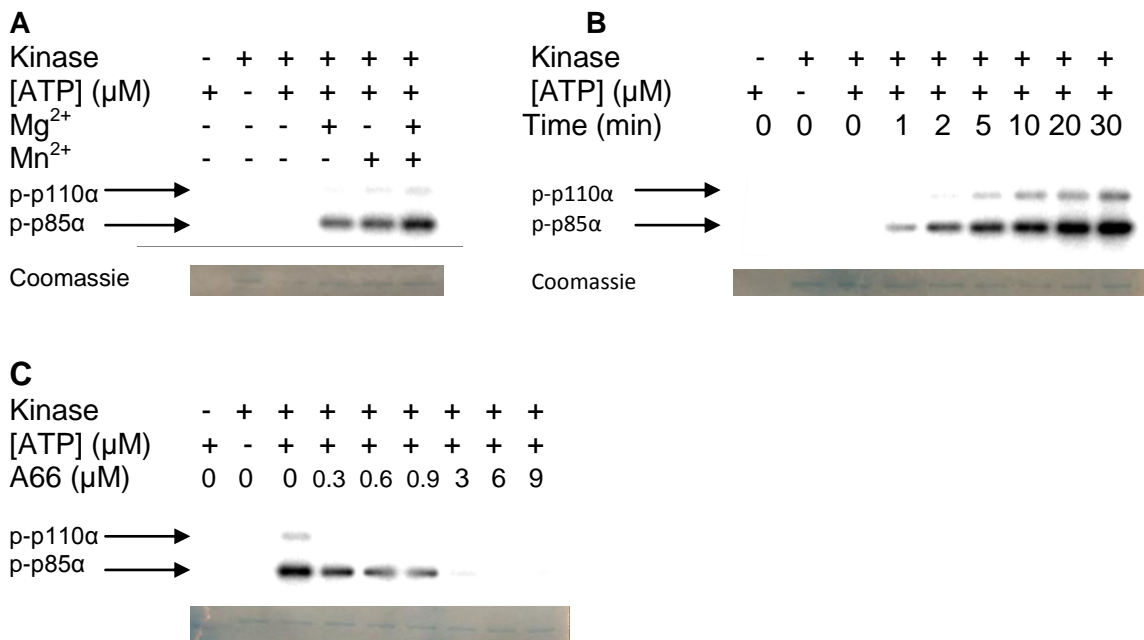 A
Kinase - + + + + +
[ATP] (µM) + - + + + +
Mg2+ - - - + - +
Mn2+ - - - - + +
p-p110α
p-p85α
Coomassie
B
Kinase - + + + + + + + +
[ATP] (µM) + - + + + + + + +
Time (min) 0 0 0 1 2 5 10 20 30
p-p110α
p-p85α
Coomassie
C
Kinase - + + + + + + + +
[ATP] (µM) + - + + + + + + +
A66 (µM) 0 0 0 0.3 0.6 0.9 3 6 9
p-p110α
p-p85α